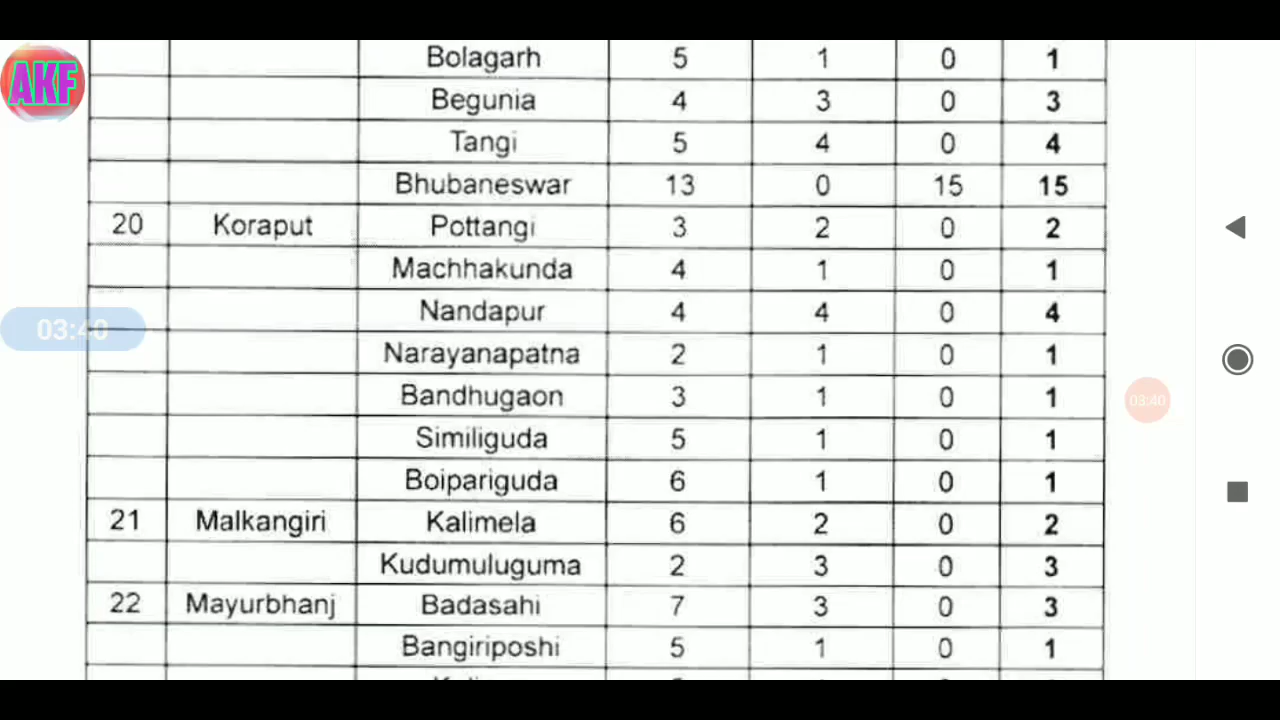 AKF
Bolagarh 5 1 0 1
Begunia 4 3 0 3
Tangi 5 4 0 4
Bhubaneswar 13 0 15 15
20 Koraput Pottangi 3 2 0 2
Machhakunda 4 1 0 1
Nandapur 4 4 0 4
03:40
Narayanapatna 2 1 0 1
Bandhugaon 3 1 0 1
03:40
Similiguda 5 1 0 1
Boipariguda 6 1 0 1
21 Malkangiri Kalimela 6 2 0 2
Kudumuluguma 2 3 0 3
22 Mayurbhanj Badasahi 7 3 0 3
Bangiriposhi 5 1 0 1